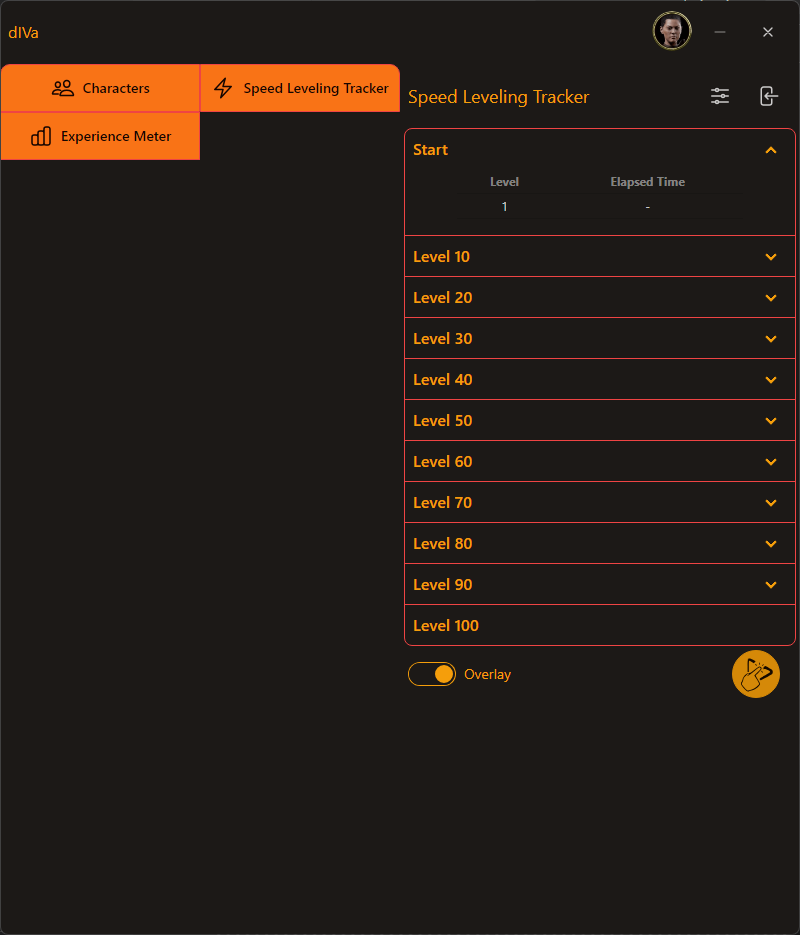 dIVa
Characters
Speed Leveling Tracker
Experience Meter
Speed Leveling Tracker
Start
Level Elapsed Time
1 -
Level 10
Level 20
Level 30
Level 40
Level 50
Level 60
Level 70
Level 80
Level 90
Level 100
Overlay